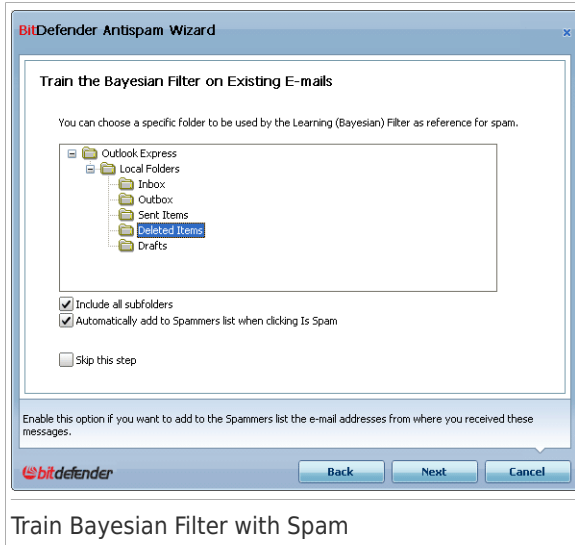 BitDefender Antispam Wizard
x
Train the Bayesian Filter on Existing E-mails
You can choose a specific folder to be used by the Learning (Bayesian) Filter as reference for spam.
Outlook Express
Local Folders
Inbox
Outbox
Sent Items
Deleted Items
Drafts
Include all subfolders
Automatically add to Spammers list when clicking Is Spam
Skip this step
Enable this option if you want to add to the Spammers list the e-mail addresses from where you received these
messages.
bitdefender
Back Next Cancel
Train Bayesian Filter with Spam